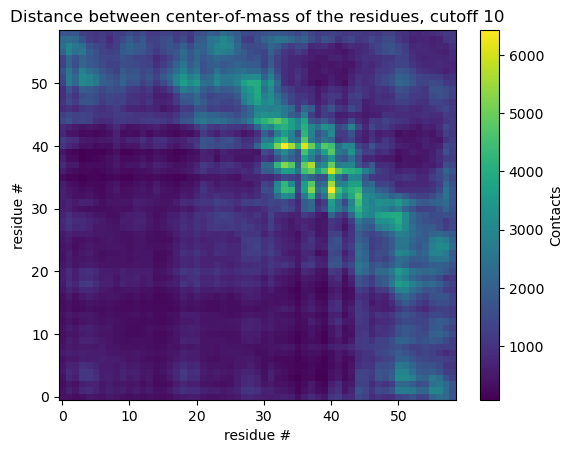 Distance between center-of-mass of the residues, cutoff 10
residue #
50
40
30
20
10
0
0 10 20 30 40 50
residue #
6000
5000
4000
3000
2000
1000
Contacts